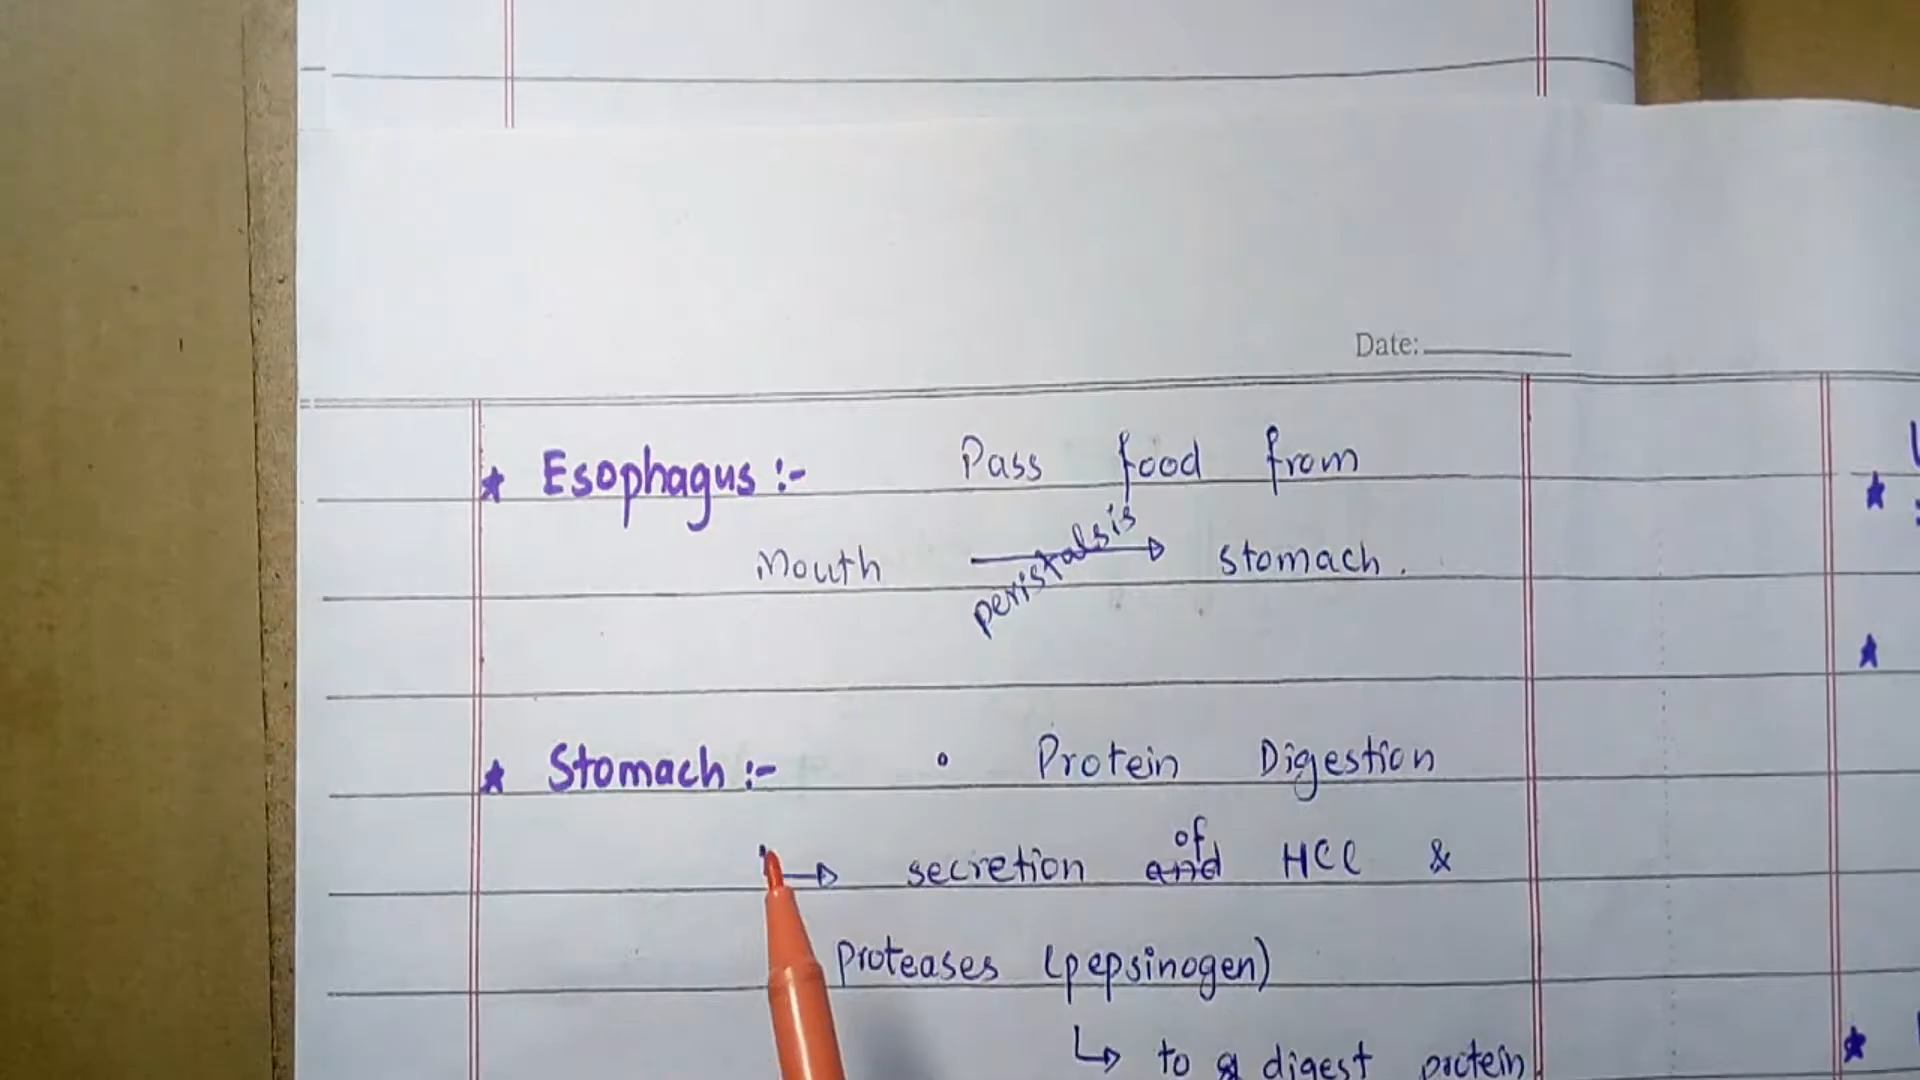 Date:
★ Esophagus :- Pass food from
Mouth peristalsis → stomach.
★ Stomach :- • Protein Digestion
→ secretion of and HCl &
proteases (pepsinogen)
↳ to digest protein